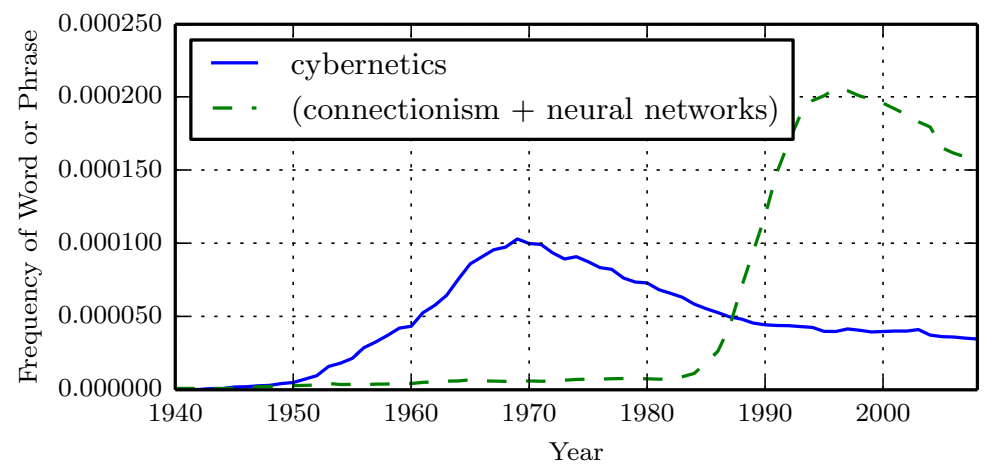 0.000250
0.000200
0.000150
0.000100
0.000050
0.000000
Frequency of Word or Phrase
cybernetics
(connectionism + neural networks)
1940 1950 1960 1970 1980 1990 2000
Year